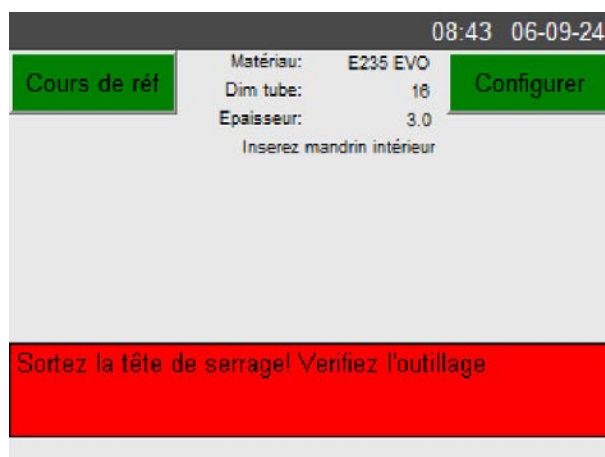 08:43 06-09-24
Cours de réf
Matériau: E235 EVO
Configurer
Dim tube: 16
Epaisseur: 3.0
Inserez mandrin intérieur
Sortez la tête de serrage! Verifiez l'outillage